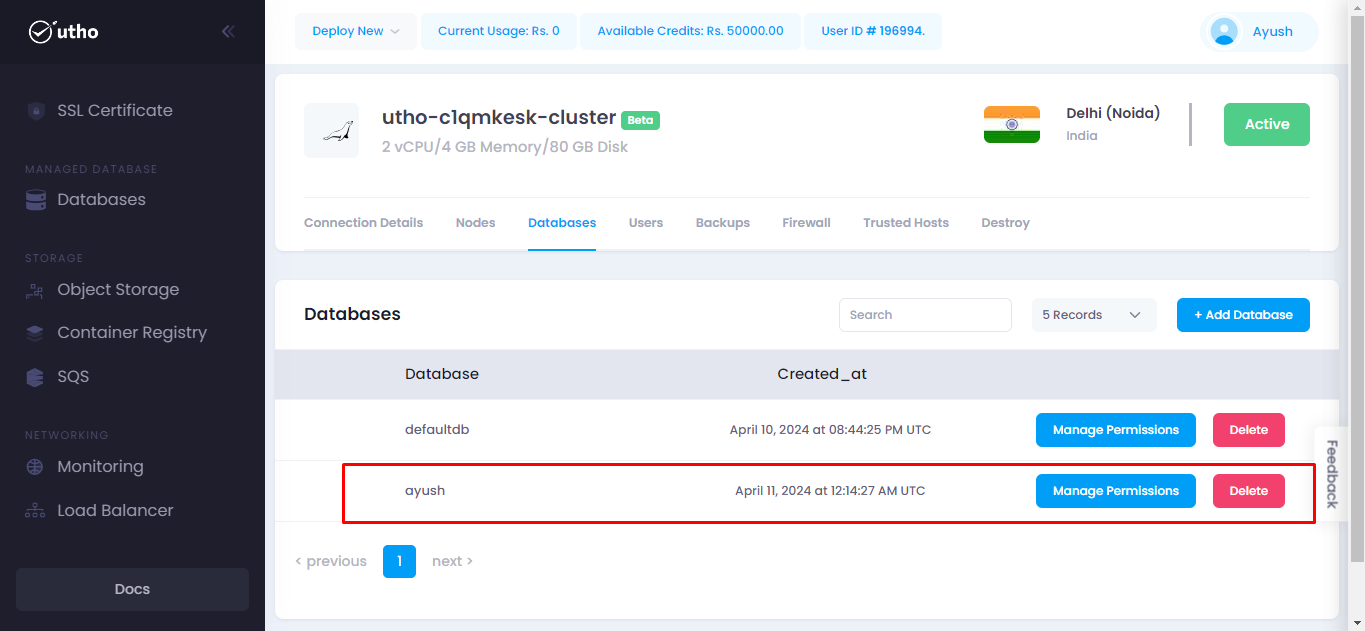 utho
SSL Certificate
MANAGED DATABASE
Databases
STORAGE
Object Storage
Container Registry
SQS
NETWORKING
Monitoring
Load Balancer
Docs
Deploy New
Current Usage: Rs. 0
Available Credits: Rs. 50000.00
User ID # 196994.
Ayush
utho-c1qmkesk-cluster Beta
2 vCPU/4 GB Memory/80 GB Disk
Delhi (Noida)
India
Active
Connection Details Nodes Databases Users Backups Firewall Trusted Hosts Destroy
Databases
Search
5 Records
+ Add Database
Database Created_at
defaultdb April 10, 2024 at 08:44:25 PM UTC Manage Permissions Delete
ayush April 11, 2024 at 12:14:27 AM UTC Manage Permissions Delete
< previous 1 next >
Feedback